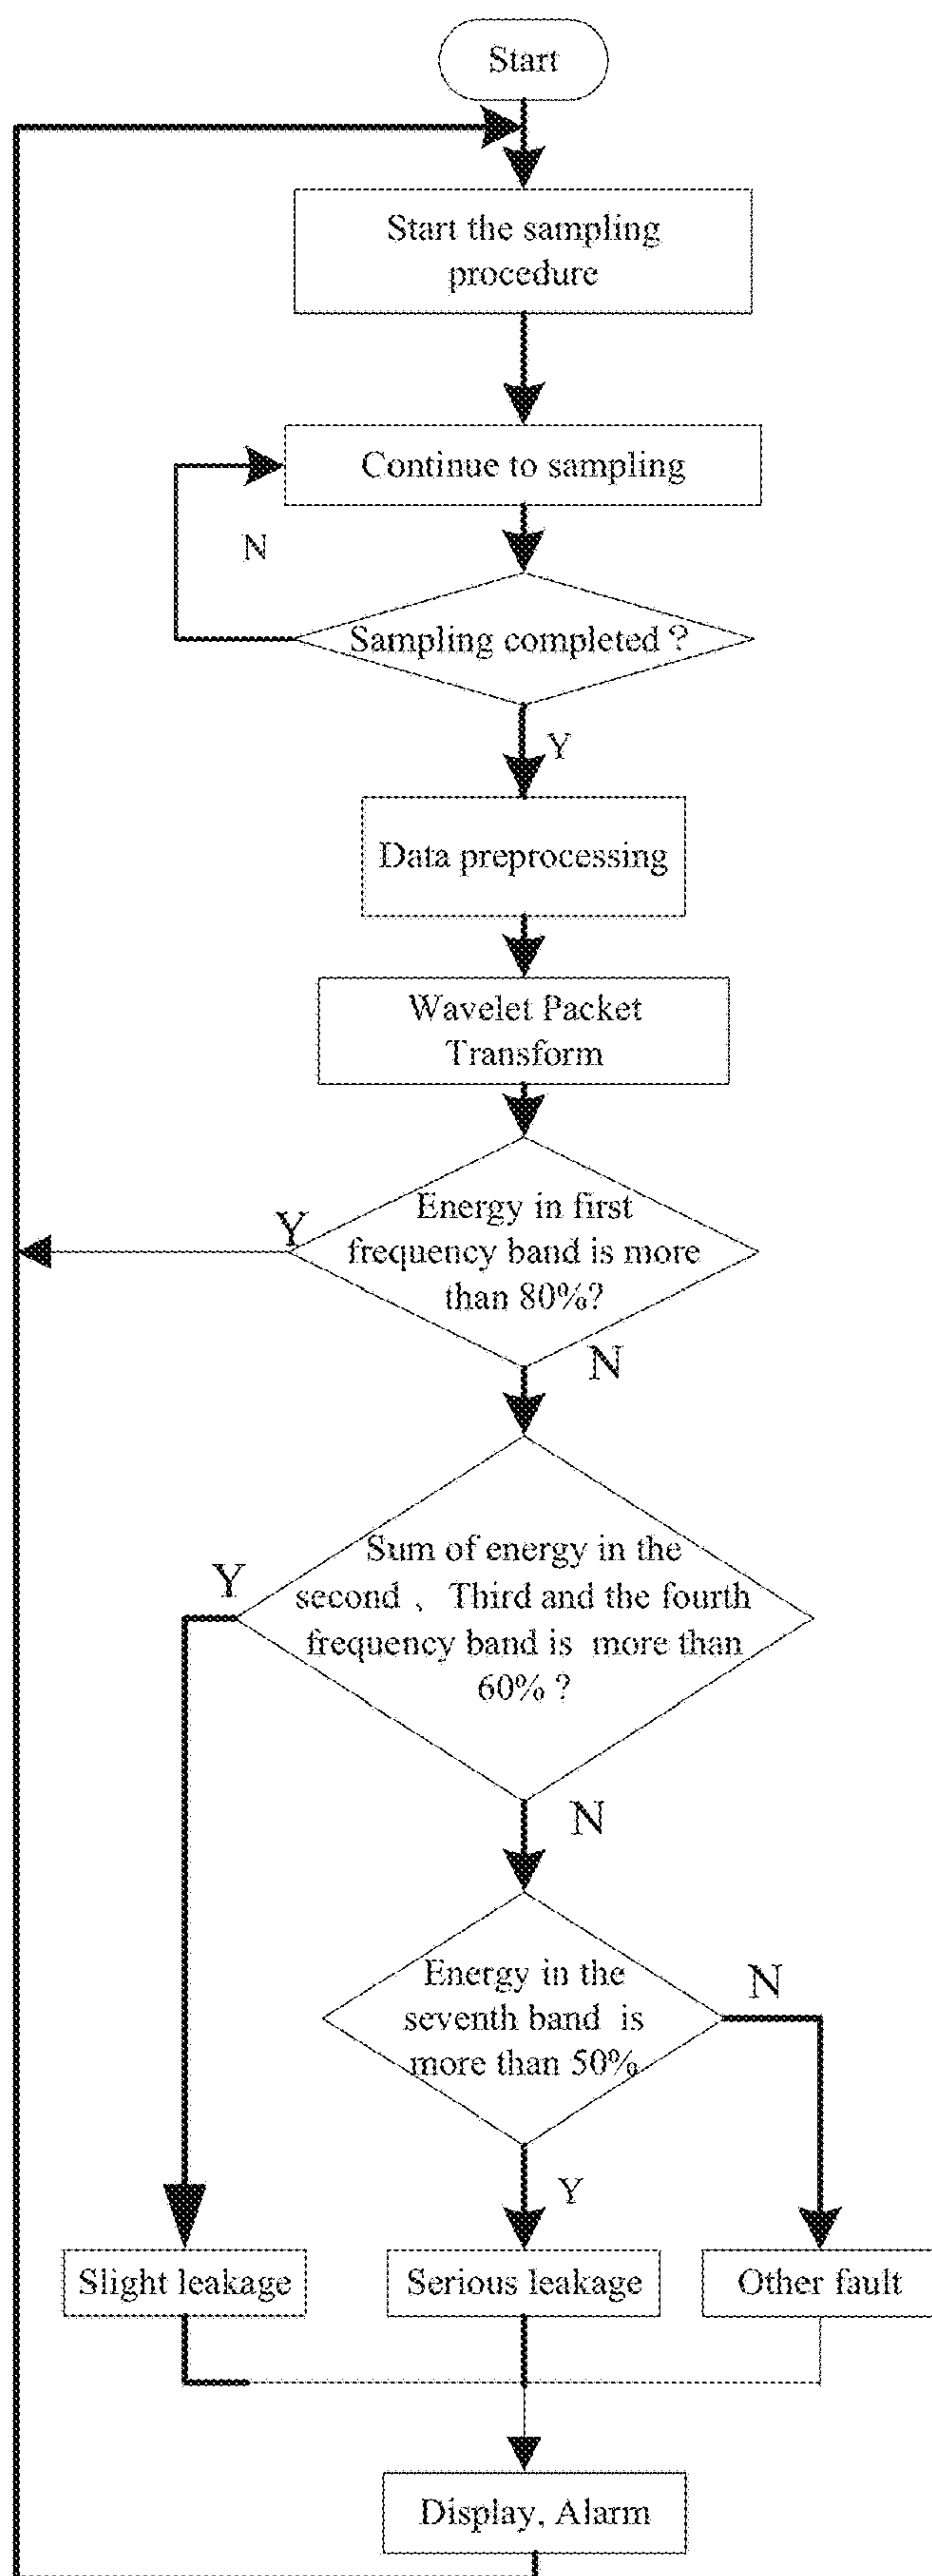 Start
Start the sampling
procedure
Continue to sampling
N
Sampling completed？
Y
Data preprocessing
Wavelet Packet
Transform
Energy in first
Y
frequency band is more
than 80%?
N
Sum of energy in the
Y
second 、 Third and the fourth
frequency band is more than
60%？
N
Energy in the
N
seventh band is
more than 50%
Y
Slight leakage
Serious leakage
Other fault
Display, Alarm